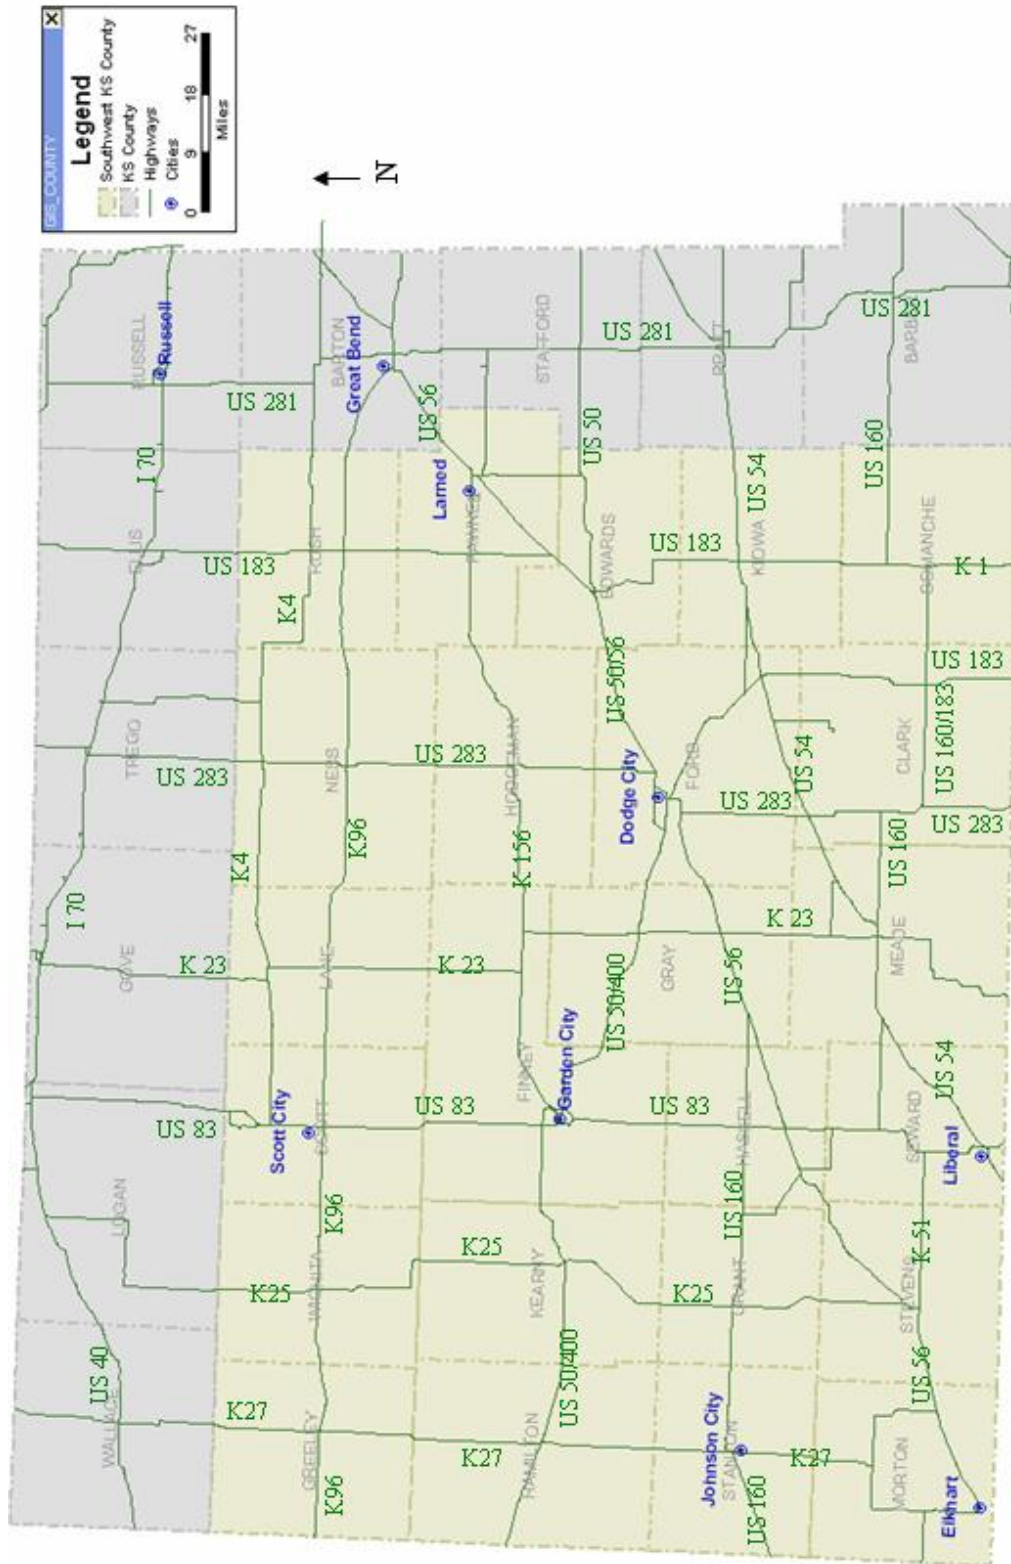 GIS_COUNTY
Legend
Southwest KS County
KS County
Highways
Cities
0 9 18 27
Miles
N
WALLACE
US 40
LOGAN
US 83
GOVE
I 70
K 23
TREGO
US 283
ELLIS
US 183
I 70
RUSSELL
Russell
US 281
K27
K25
Scott City
K4
K4
GREELEY
K96
WICHITA
K96
SCOTT
LANE
NESS
K96
RUSH
BARTON
Great Bend
K27
K25
US 83
K 23
US 283
US 56
Larned
PAWNEE
HAMILTON
US 50/400
KEARNY
FINNEY
Garden City
K 156
HODGEMAN
EDWARDS
US 50
STAFFORD
US 50/400
US 50/56
Dodge City
GRAY
FORD
US 183
US 281
Johnson City
STANTON
US 160
K27
K25
GRANT
US 160
US 83
HASKELL
US 56
US 283
K 23
US 54
KIOWA
US 54
PRATT
MORTON
US 56
STEVENS
K 51
SEWARD
US 54
MEADE
US 160
CLARK
US 160/183
COMANCHE
US 160
BARB
US 281
Elkhart
Liberal
US 283
US 183
K 1